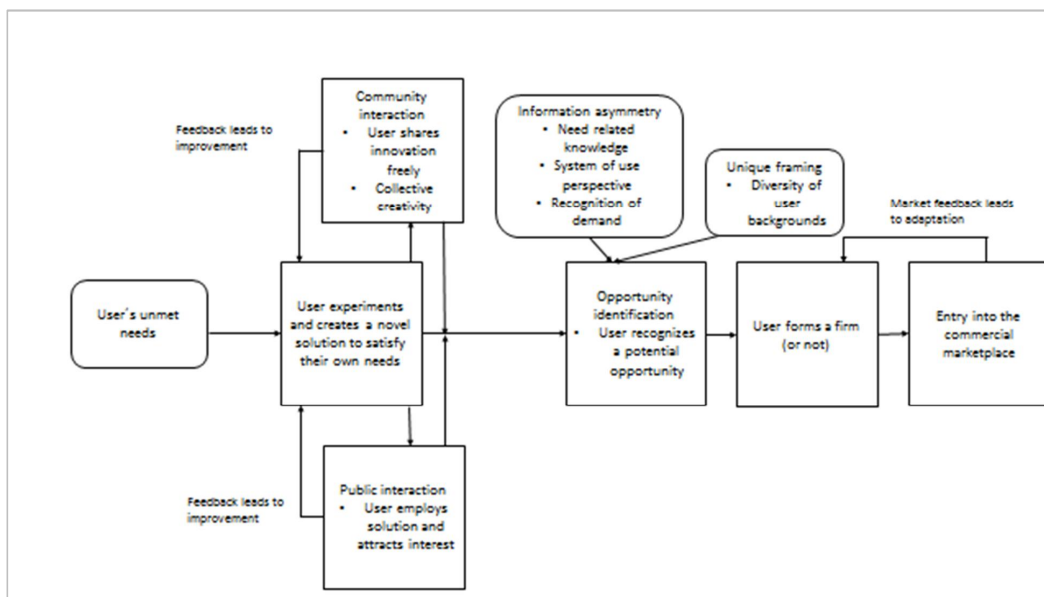 Community
interaction
• User shares
innovation
freely
• Collective
creativity
Feedback leads to
improvement
Information asymmetry
• Need related
knowledge
• System of use
perspective
• Recognition of
demand
Unique framing
• Diversity of
user
backgrounds
Market feedback leads
to adaptation
User´s unmet
needs
User experiments
and creates a novel
solution to satisfy
their own needs
Opportunity
identification
• User recognizes
a potential
opportunity
User forms a firm
(or not)
Entry into the
commercial
marketplace
Feedback leads to
improvement
Public interaction
• User employs
solution and
attracts interest